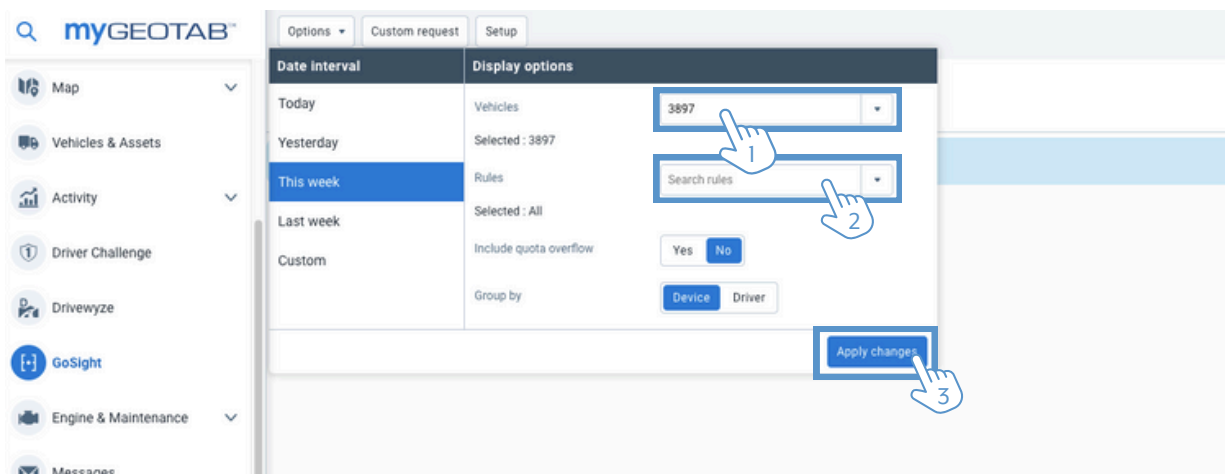 myGEOTAB™
Options Custom request Setup
Date interval Display options
Map
Vehicles & Assets
Activity
Driver Challenge
Drivewyze
GoSight
Engine & Maintenance
Messages
Today
Yesterday
This week
Last week
Custom
Vehicles 3897
Selected : 3897
1
Rules Search rules
Selected : All
2
Include quota overflow Yes No
Group by Device Driver
Apply changes
3